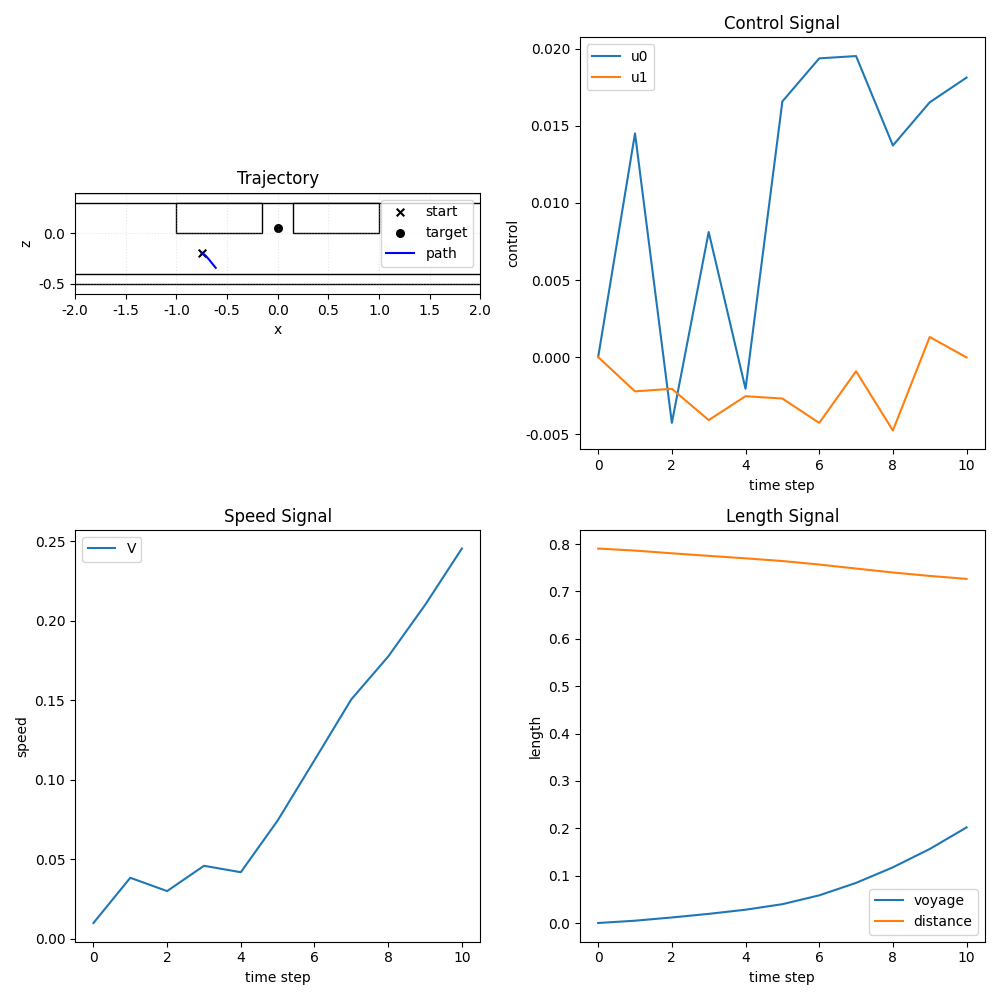 Trajectory
start
target
path
0.0
-0.5
z
-2.0 -1.5 -1.0 -0.5 0.0 0.5 1.0 1.5 2.0
x
Control Signal
u0
u1
0.020
0.015
0.010
0.005
0.000
-0.005
control
0 2 4 6 8 10
time step
Speed Signal
V
0.25
0.20
0.15
0.10
0.05
0.00
speed
0 2 4 6 8 10
time step
Length Signal
0.8
0.7
0.6
0.5
0.4
0.3
0.2
0.1
0.0
length
voyage
distance
0 2 4 6 8 10
time step